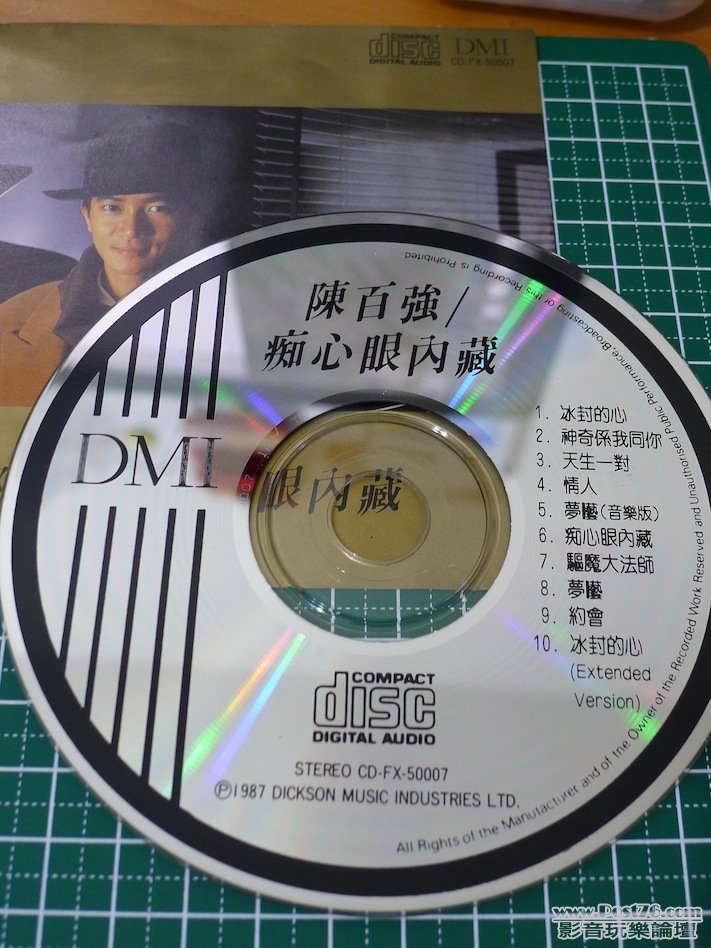 COMPACT
disc
DIGITAL AUDIO
DMI
CD-FX-50007
陳百強/
痴心眼內藏
DMI
眼內藏
1. 冰封的心
2. 神奇係我同你
3. 天生一對
4. 情人
5. 夢囈(音樂版)
6. 痴心眼內藏
7. 驅魔大法師
8. 夢囈
9. 約會
10. 冰封的心
(Extended
Version)
COMPACT
disc
DIGITAL AUDIO
STEREO CD-FX-50007
Ⓟ1987 DICKSON MUSIC INDUSTRIES LTD.
All Rights of the Manufacturer and of the Owner of the Recorded Work Reserved and Unauthorised Public Performance, Broadcasting of this Recording is Prohibited
www.Post76.com
影音玩樂論壇